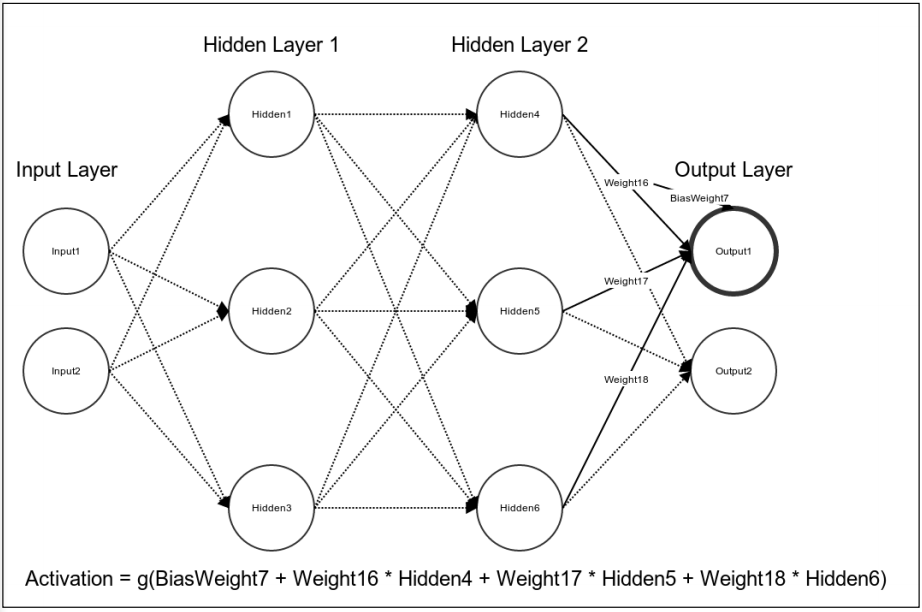 Hidden Layer 1
Hidden Layer 2
Input Layer
Output Layer
Hidden1
Hidden4
Weight16
BiasWeight7
Input1
Output1
Weight17
Hidden2
Hidden5
Input2
Output2
Weight18
Hidden3
Hidden6
Activation = g(BiasWeight7 + Weight16 * Hidden4 + Weight17 * Hidden5 + Weight18 * Hidden6)